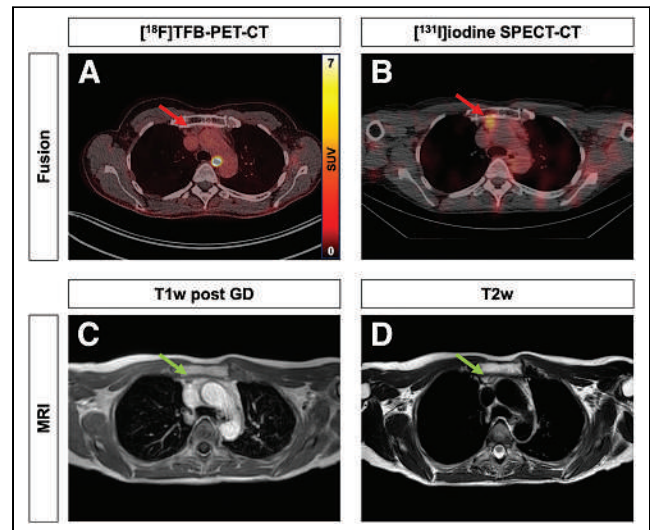 [¹⁸F]TFB-PET-CT
[¹³¹I]iodine SPECT-CT
Fusion
A
7
SUV
0
B
T1w post GD
T2w
MRI
C
D